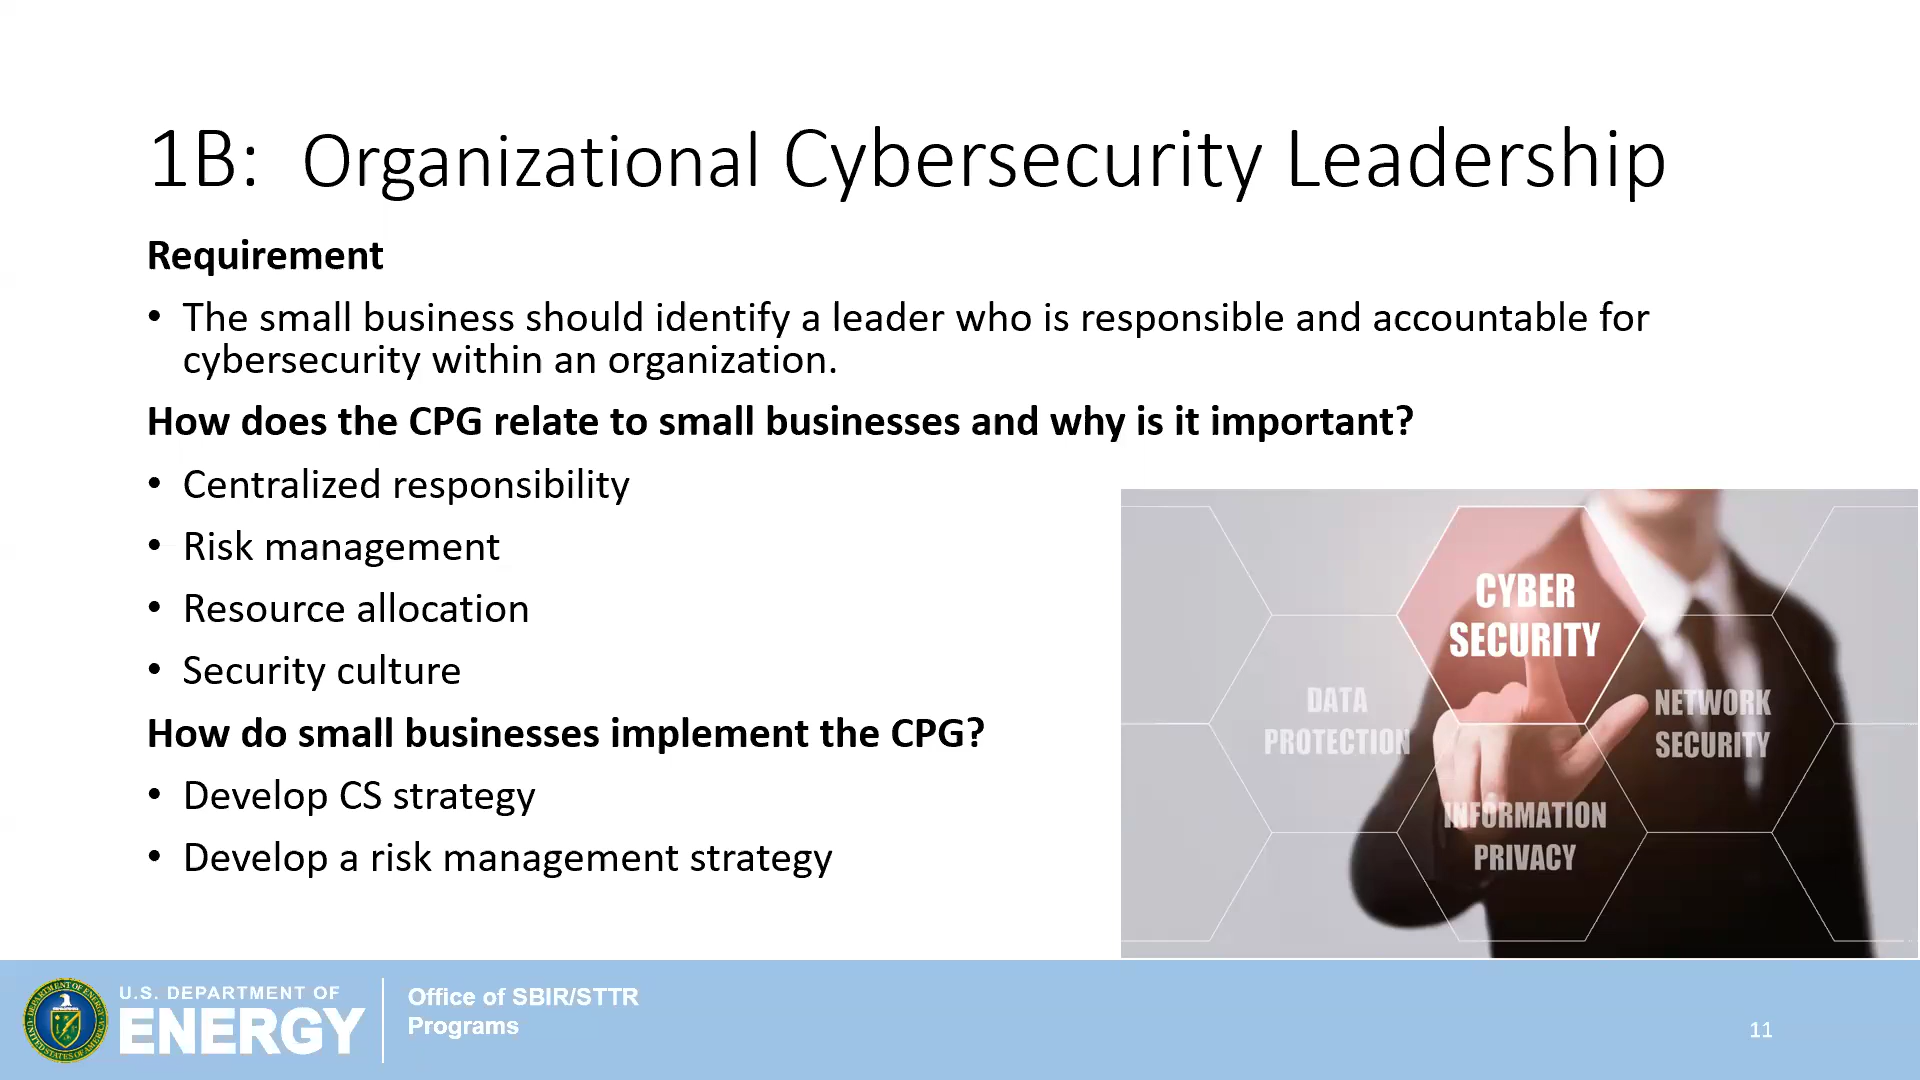 1B: Organizational Cybersecurity Leadership
Requirement
• The small business should identify a leader who is responsible and accountable for
cybersecurity within an organization.
How does the CPG relate to small businesses and why is it important?
• Centralized responsibility
• Risk management
• Resource allocation
• Security culture
How do small businesses implement the CPG?
• Develop CS strategy
• Develop a risk management strategy
CYBER
SECURITY
DATA
PROTECTION
NETWORK
SECURITY
INFORMATION
PRIVACY
U.S. DEPARTMENT OF
ENERGY
Office of SBIR/STTR
Programs
11